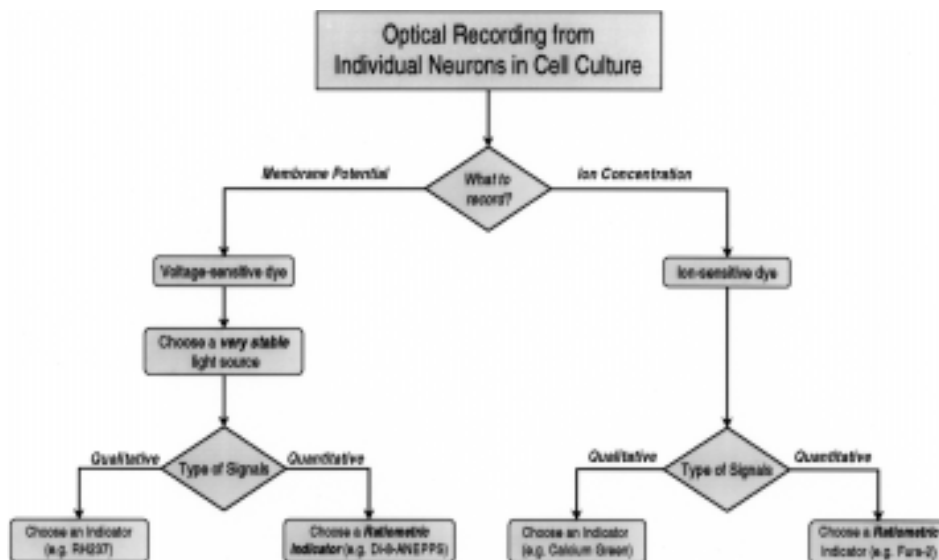 Optical Recording from
Individual Neurons in Cell Culture
Membrane Potential
What to
record?
Ion Concentration
Voltage-sensitive dye
Ion-sensitive dye
Choose a very stable
light source
Qualitative
Type of Signals
Quantitative
Qualitative
Type of Signals
Quantitative
Choose an Indicator
(e.g. RH237)
Choose a Ratiometric
Indicator (e.g. Di-8-ANEPPS)
Choose an Indicator
(e.g. Calcium Green)
Choose a Ratiometric
Indicator (e.g. Fura-2)